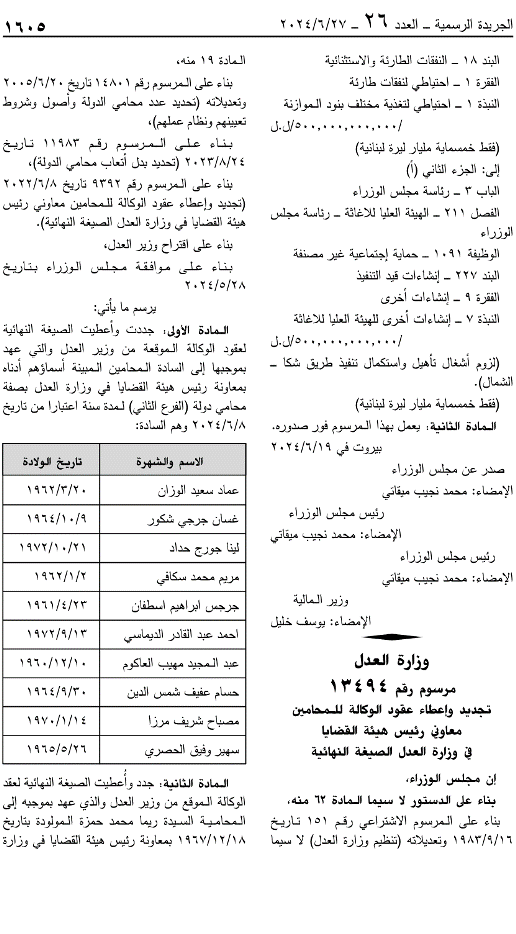 الجريدة الرسمية ــ العدد ٢٦ ــ ٢٠٢٤/٦/٢٧
١٦٠٥
البند ١٨ ــ النفقات الطارئة والاستثنائية
الفقرة ١ ــ احتياطي لنفقات طارئة
النبذة ١ ــ احتياطي لتغذية مختلف بنود الموازنة
/٥٠٠,٠٠٠,٠٠٠,٠٠٠/ل.ل
(فقط خمسماية مليار ليرة لبنانية)
إلى: الجزء الثاني (أ)
الباب ٣ ــ رئاسة مجلس الوزراء
الفصل ٢١١ ــ الهيئة العليا للاغاثة ــ رئاسة مجلس
الوزراء
الوظيفة ١٠٩١ ــ حماية إجتماعية غير مصنفة
البند ٢٢٧ ــ إنشاءات قيد التنفيذ
الفقرة ٩ ــ إنشاءات أخرى
النبذة ٧ ــ إنشاءات أخرى للهيئة العليا للاغاثة
/٥٠٠,٠٠٠,٠٠٠,٠٠٠/ل.ل
(لزوم أشغال تأهيل واستكمال تنفيذ طريق شكا ــ
الشمال).
(فقط خمسماية مليار ليرة لبنانية)
المادة الثانية: يعمل بهذا المرسوم فور صدوره.
بيروت في ٢٠٢٤/٦/١٩
صدر عن مجلس الوزراء
الإمضاء: محمد نجيب ميقاتي
رئيس مجلس الوزراء
الإمضاء: محمد نجيب ميقاتي
رئيس مجلس الوزراء
الإمضاء: محمد نجيب ميقاتي
وزير المالية
الإمضاء: يوسف خليل
وزارة العدل
مرسوم رقم ١٣٤٩٤
تجديد واعطاء عقود الوكالة للمحامين
معاوني رئيس هيئة القضايا
في وزارة العدل الصيغة النهائية
إن مجلس الوزراء،
بناء على الدستور لا سيما المادة ٦٢ منه،
بناء على المرسوم الاشتراعي رقم ١٥١ تاريخ
١٩٨٣/٩/١٦ وتعديلاته (تنظيم وزارة العدل) لا سيما
المادة ١٩ منه،
بناء على المرسوم رقم ١٤٨٠١ تاريخ ٢٠٠٥/٦/٢٠
وتعديلاته (تحديد عدد محامي الدولة وأصول وشروط
تعيينهم ونظام عملهم)،
بناء على المرسوم رقم ١١٩٨٣ تاريخ
٢٠٢٣/٨/٢٤ (تحديد بدل أتعاب محامي الدولة)،
بناء على المرسوم رقم ٩٣٩٢ تاريخ ٢٠٢٢/٦/٨
(تجديد وإعطاء عقود الوكالة للمحامين معاوني رئيس
هيئة القضايا في وزارة العدل الصيغة النهائية).
بناء على اقتراح وزير العدل،
بناء على موافقة مجلس الوزراء بتاريخ
٢٠٢٤/٥/٢٨
يرسم ما يأتي:
المادة الأولى: جددت وأعطيت الصيغة النهائية
لعقود الوكالة الموقعة من وزير العدل والتي عهد
بموجبها إلى السادة المحامين المبينة أسماؤهم أدناه
بمعاونة رئيس هيئة القضايا في وزارة العدل بصفة
محامي دولة (الفرع الثاني) لمدة سنة اعتبارا من تاريخ
٢٠٢٤/٦/٨ وهم السادة:
الاسم والشهرة تاريخ الولادة
عماد سعيد الوزان ١٩٦٢/٣/٢٠
غسان جرجي شكور ١٩٦٤/١٠/٩
لينا جورج حداد ١٩٧٢/١٠/٢١
مريم محمد سكافي ١٩٦٢/١/٢
جرجس ابراهيم اسطفان ١٩٦١/٤/٢٣
احمد عبد القادر الديماسي ١٩٧٢/٩/١٣
عبد المجيد مهيب العاكوم ١٩٦٠/١٢/١٠
حسام عفيف شمس الدين ١٩٦٤/٩/٣٠
مصباح شريف مرزا ١٩٧٠/١/١٤
سهير وفيق الحصري ١٩٦٥/٥/٢٦
المادة الثانية: جدد وأُعطيت الصيغة النهائية لعقد
الوكالة الموقع من وزير العدل والذي عهد بموجبه إلى
المحامية السيدة ريما محمد حمزة المولودة بتاريخ
١٩٦٧/١٢/١٨ بمعاونة رئيس هيئة القضايا في وزارة